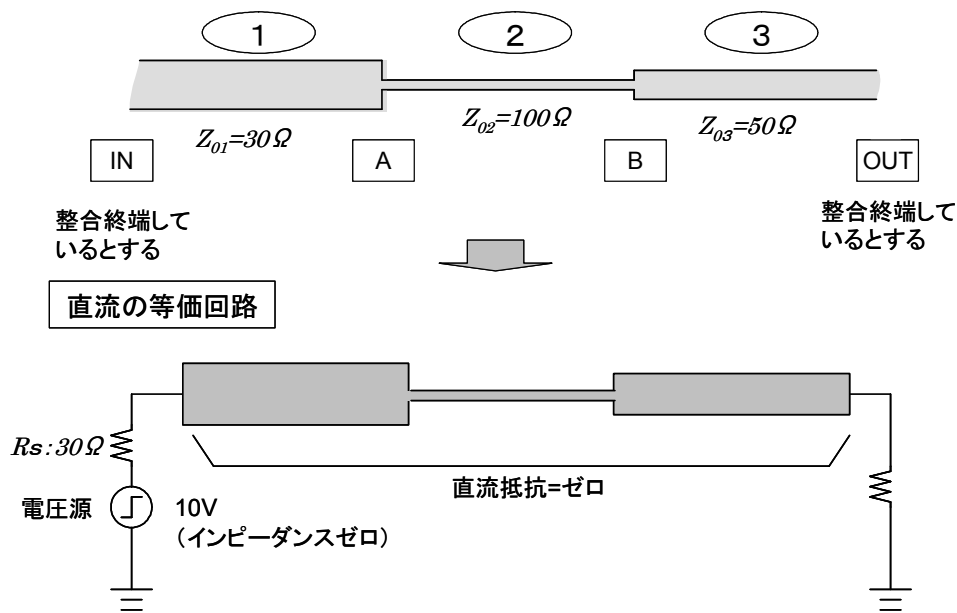 1
2
3
Z01=30Ω
Z02=100Ω
Z03=50Ω
IN
A
B
OUT
整合終端して
いるとする
整合終端して
いるとする
直流の等価回路
Rs:30Ω
直流抵抗=ゼロ
電圧源
10V
（インピーダンスゼロ）